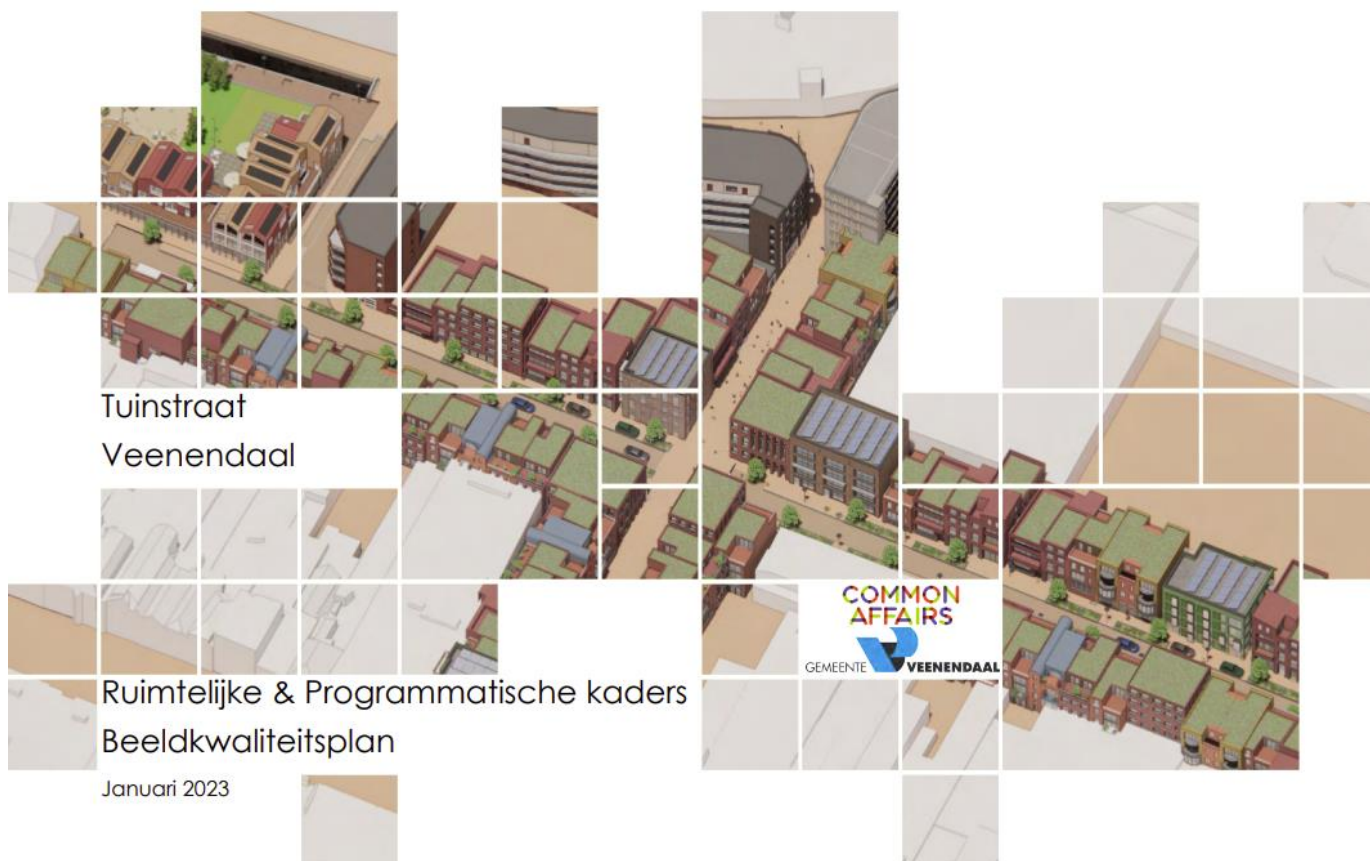 Tuinstraat
Veenendaal
COMMON
AFFAIRS
GEMEENTE VEENENDAAL
Ruimtelijke & Programmatische kaders
Beeldkwaliteitsplan
Januari 2023